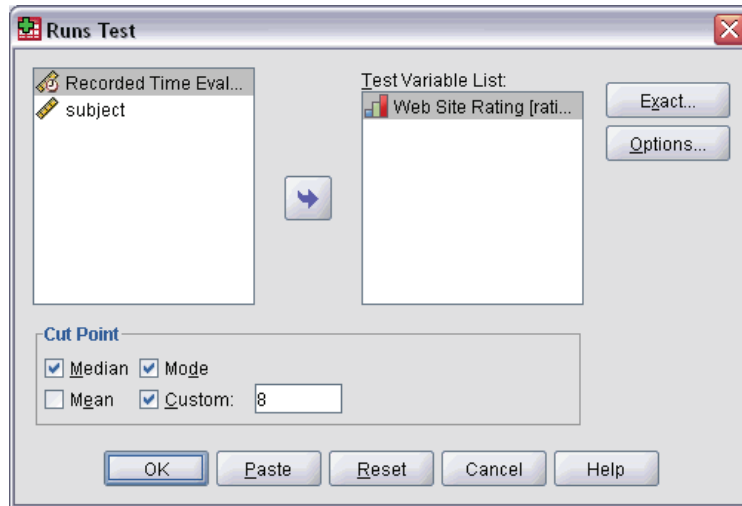 Runs Test
Recorded Time Eval...
subject
Test Variable List:
Web Site Rating [rati...
Exact...
Options...
Cut Point
Median Mode
Mean Custom: 8
OK Paste Reset Cancel Help